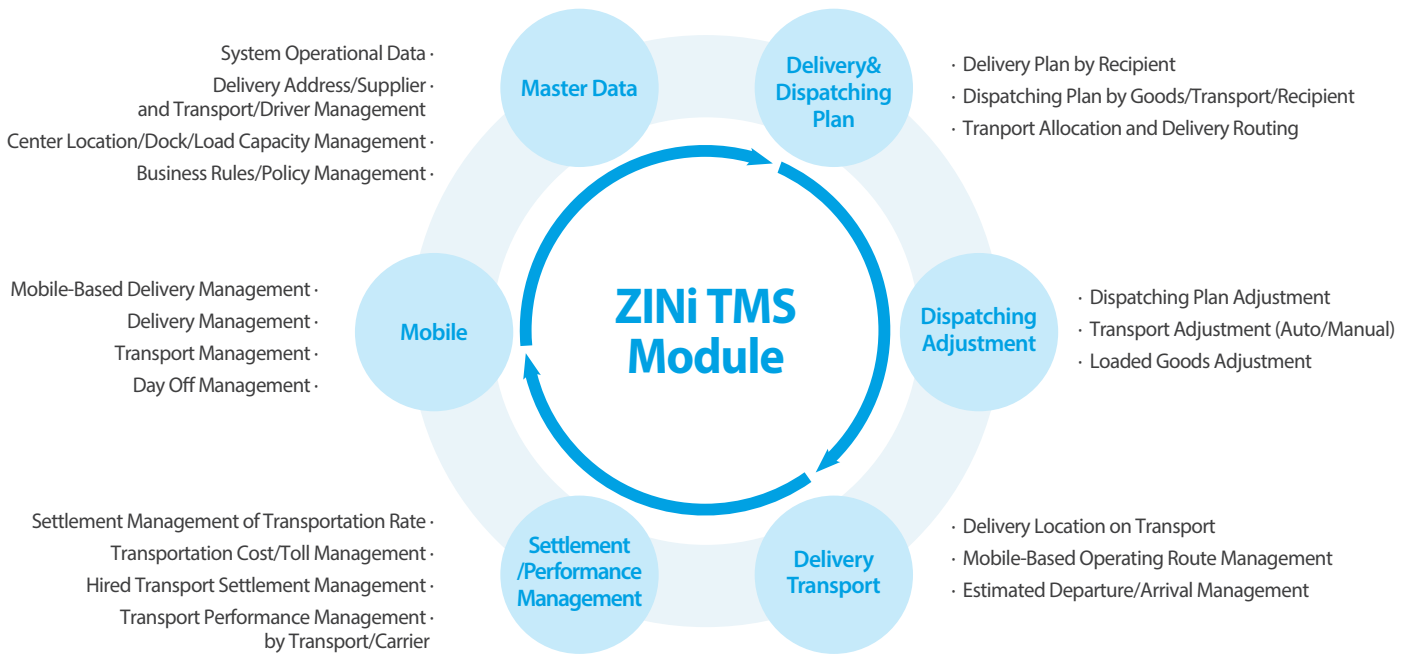 ZINi TMS
Module
Master Data
System Operational Data ·
Delivery Address/Supplier ·
and Transport/Driver Management
Center Location/Dock/Load Capacity Management ·
Business Rules/Policy Management ·
Delivery&
Dispatching
Plan
· Delivery Plan by Recipient
· Dispatching Plan by Goods/Transport/Recipient
· Tranport Allocation and Delivery Routing
Mobile
Mobile-Based Delivery Management ·
Delivery Management ·
Transport Management ·
Day Off Management ·
Dispatching
Adjustment
· Dispatching Plan Adjustment
· Transport Adjustment (Auto/Manual)
· Loaded Goods Adjustment
Settlement
/Performance
Management
Settlement Management of Transportation Rate ·
Transportation Cost/Toll Management ·
Hired Transport Settlement Management ·
Transport Performance Management ·
by Transport/Carrier
Delivery
Transport
· Delivery Location on Transport
· Mobile-Based Operating Route Management
· Estimated Departure/Arrival Management